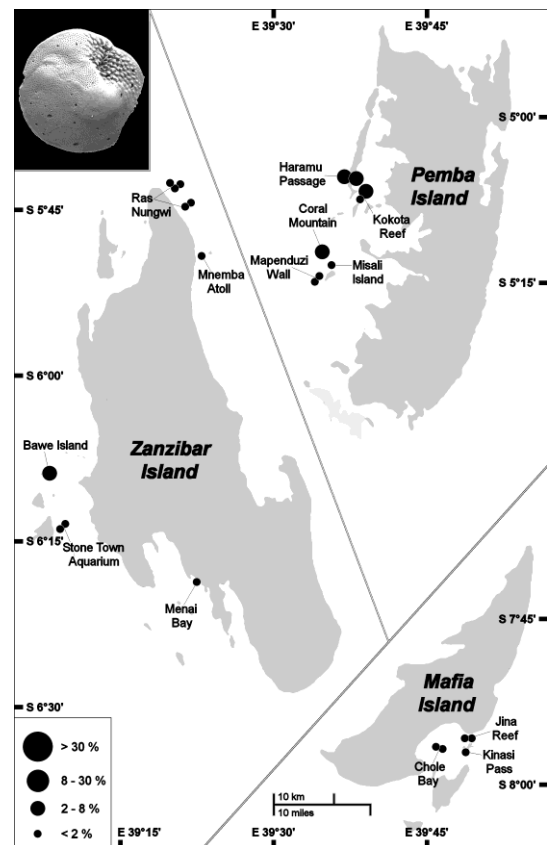 E 39°30'
E 39°45'
S 5°00'
Haramu
Passage
Pemba
Island
Kokota
Reef
Coral
Mountain
Mapenduzi
Wall
Misali
Island
S 5°15'
S 5°45'
Ras
Nungwi
Mnemba
Atoll
S 6°00'
Bawe Island
Zanzibar
Island
S 6°15'
Stone Town
Aquarium
Menai
Bay
S 6°30'
S 7°45'
Mafia
Island
Jina
Reef
Chole
Bay
Kinasi
Pass
S 8°00'
> 30 %
8 - 30 %
2 - 8 %
< 2 %
10 km
10 miles
E 39°15'
E 39°30'
E 39°45'